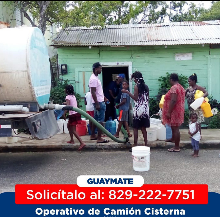 GUAYMATE
Solicítalo al: 829-222-7751
Operativo de Camión Cisterna